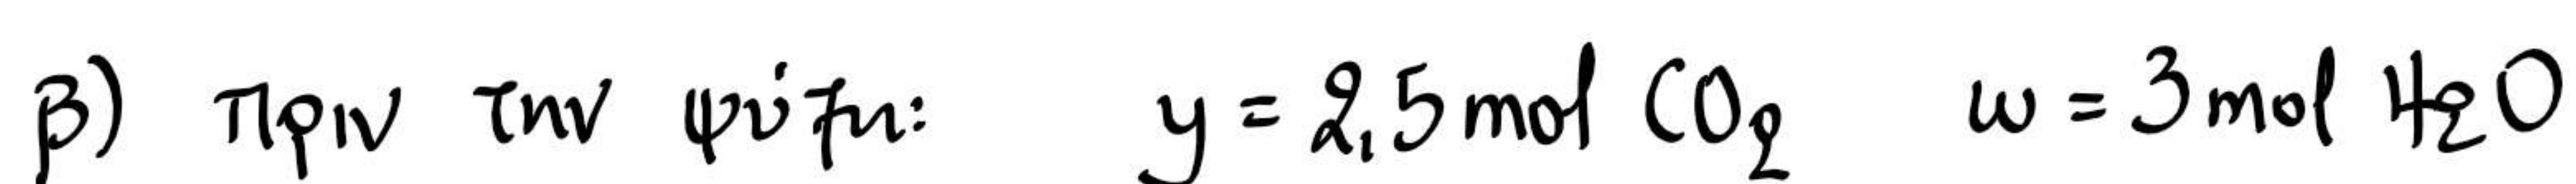 β) πριν την ψύξη: y = 2,5 mol CO₂ ω = 3 mol H₂O